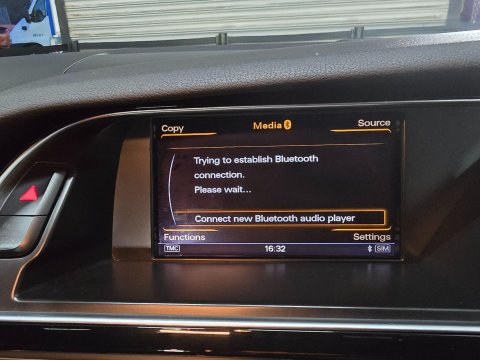 Copy
Media
Source
Trying to establish Bluetooth
connection.
Please wait...
Connect new Bluetooth audio player
Functions
Settings
TMC
16:32
SIM